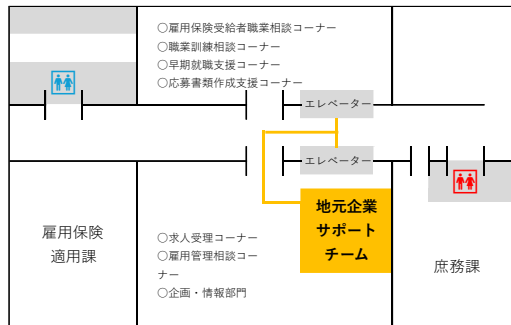 ○雇用保険受給者職業相談コーナー
○職業訓練相談コーナー
○早期就職支援コーナー
○応募書類作成支援コーナー
エレベーター
エレベーター
地元企業
サポート
チーム
雇用保険
適用課
○求人受理コーナー
○雇用管理相談コー
ナー
○企画・情報部門
庶務課